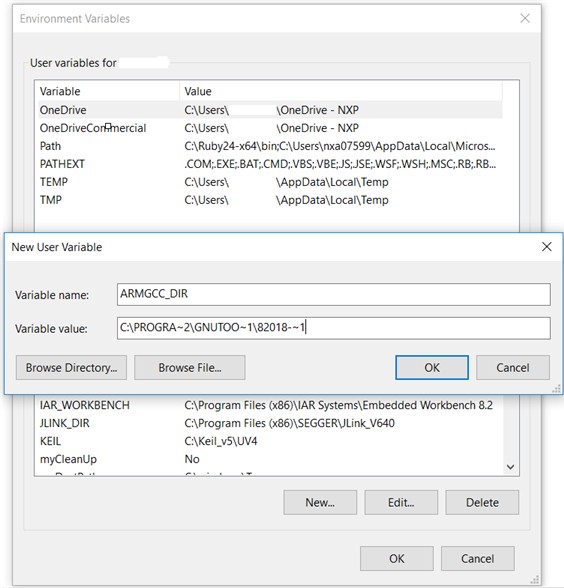 Environment Variables
User variables for
Variable Value
OneDrive C:\Users\ \OneDrive - NXP
OneDriveCommercial C:\Users\ \OneDrive - NXP
Path C:\Ruby24-x64\bin;C:\Users\nxa07599\AppData\Local\Micros...
PATHEXT .COM;.EXE;.BAT;.CMD;.VBS;.VBE;.JS;.JSE;.WSF;.WSH;.MSC;.RB;.RB...
TEMP C:\Users\ \AppData\Local\Temp
TMP C:\Users\ \AppData\Local\Temp
New User Variable
Variable name: ARMGCC_DIR
Variable value: C:\PROGRA~2\GNUTOO~1\82018-~1
Browse Directory... Browse File... OK Cancel
IAR_WORKBENCH C:\Program Files (x86)\IAR Systems\Embedded Workbench 8.2
JLINK_DIR C:\Program Files (x86)\SEGGER\JLink_V640
KEIL C:\Keil_v5\UV4
myCleanUp No
New... Edit... Delete
OK Cancel